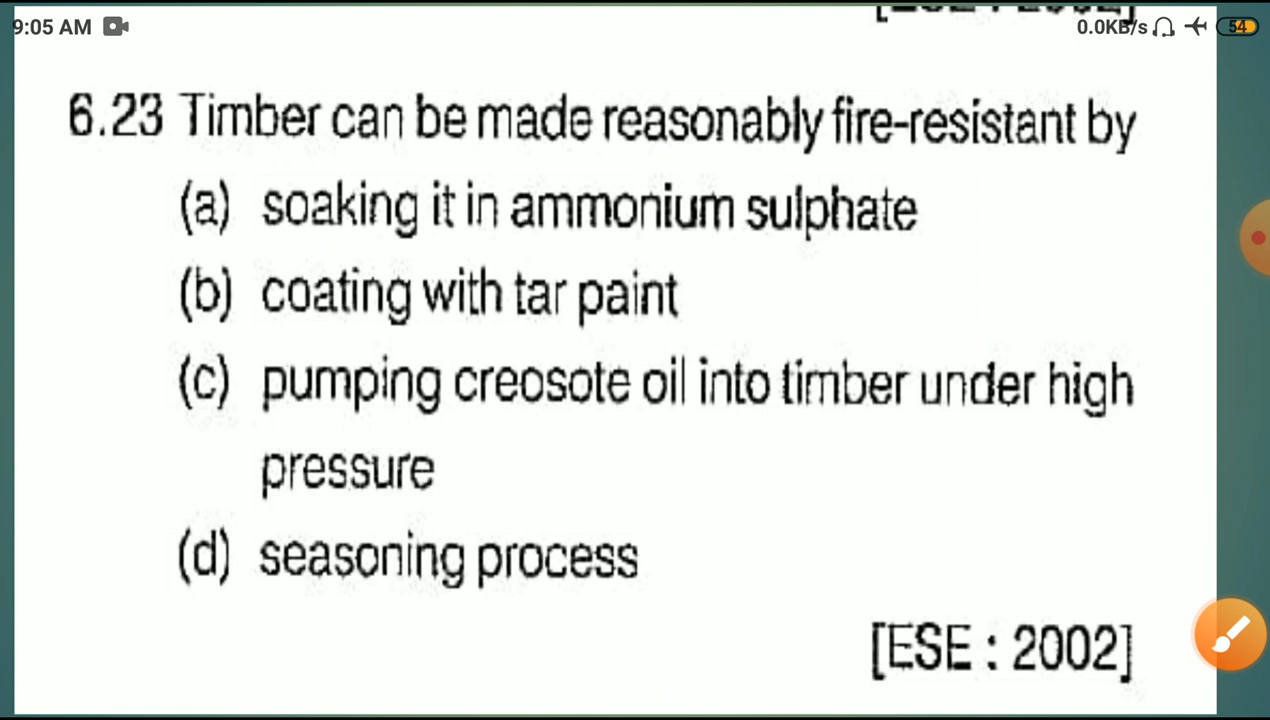 9:05 AM
0.0KB/s
54
6.23 Timber can be made reasonably fire-resistant by
(a) soaking it in ammonium sulphate
(b) coating with tar paint
(c) pumping creosote oil into timber under high
pressure
(d) seasoning process
[ESE : 2002]